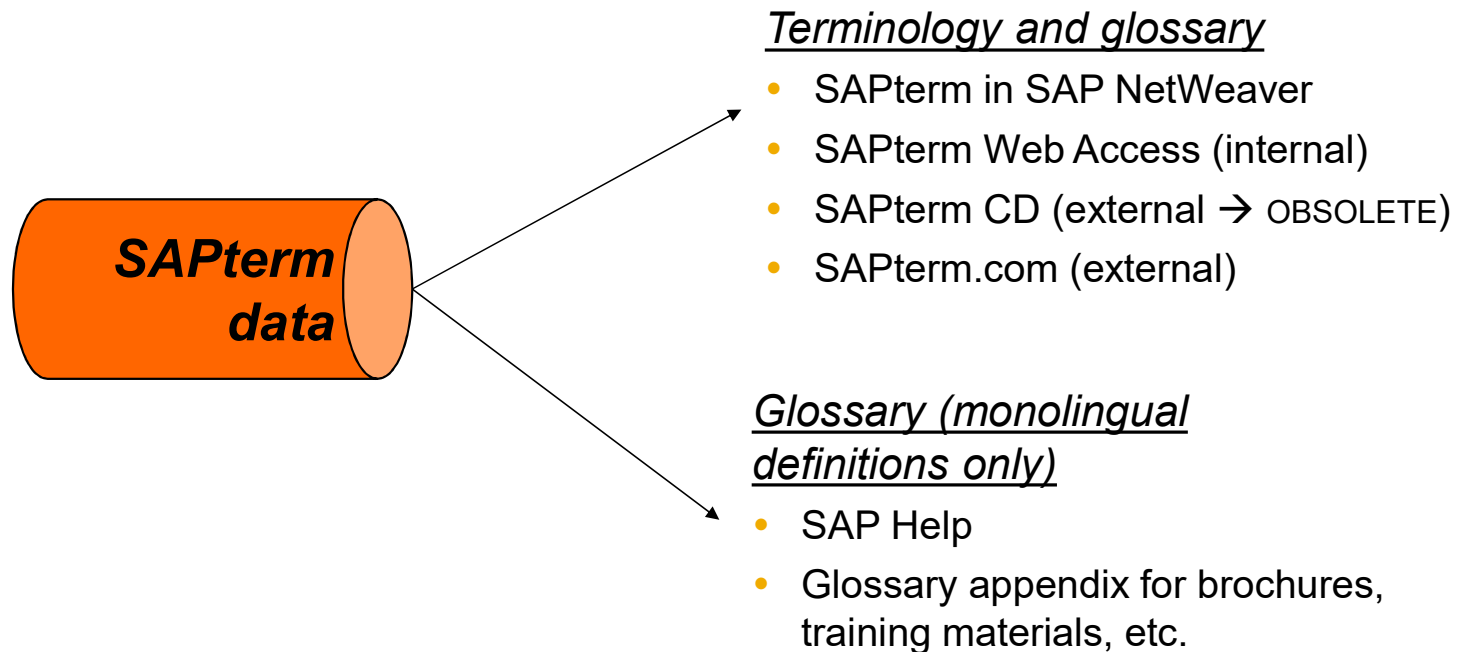 SAPterm
data
Terminology and glossary
• SAPterm in SAP NetWeaver
• SAPterm Web Access (internal)
• SAPterm CD (external → OBSOLETE)
• SAPterm.com (external)
Glossary (monolingual
definitions only)
• SAP Help
• Glossary appendix for brochures,
training materials, etc.